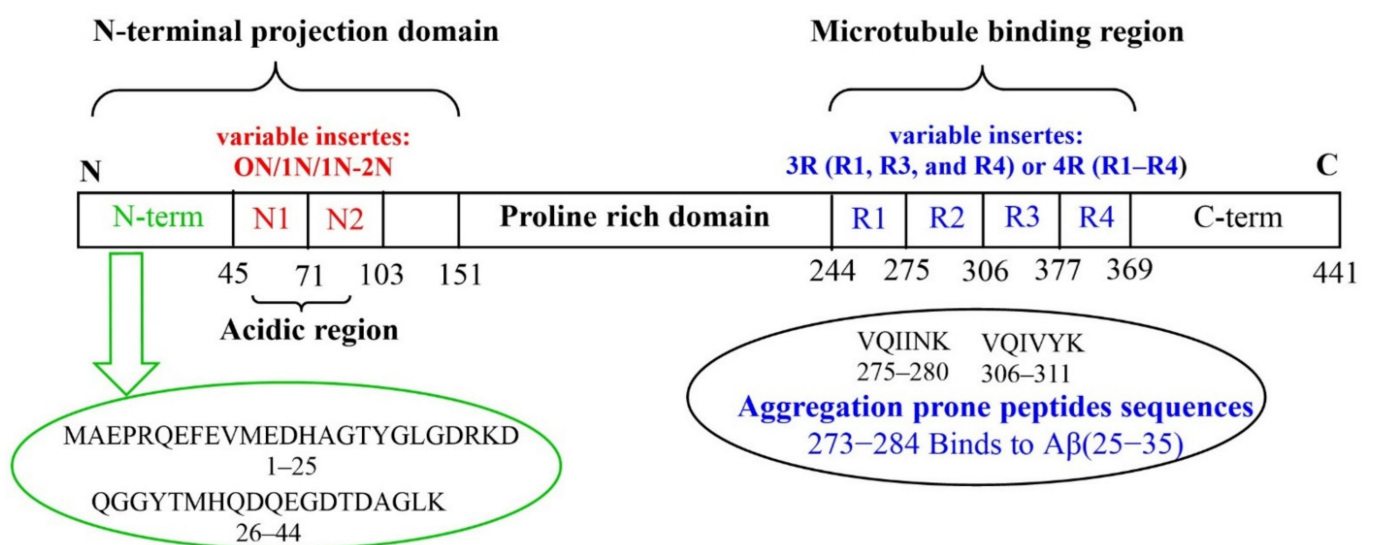 N-terminal projection domain
Microtubule binding region
variable insertes:
ON/1N/1N-2N
variable insertes:
3R (R1, R3, and R4) or 4R (R1–R4)
N
C
N-term N1 N2 Proline rich domain R1 R2 R3 R4 C-term
45 71 103 151 244 275 306 377 369 441
Acidic region
VQIINK VQIVYK
275–280 306–311
Aggregation prone peptides sequences
273–284 Binds to Aβ(25–35)
MAEPRQEFEVMEDHAGTYGLGDRKD
1–25
QGGYTMHQDQEGDTDAGLK
26–44